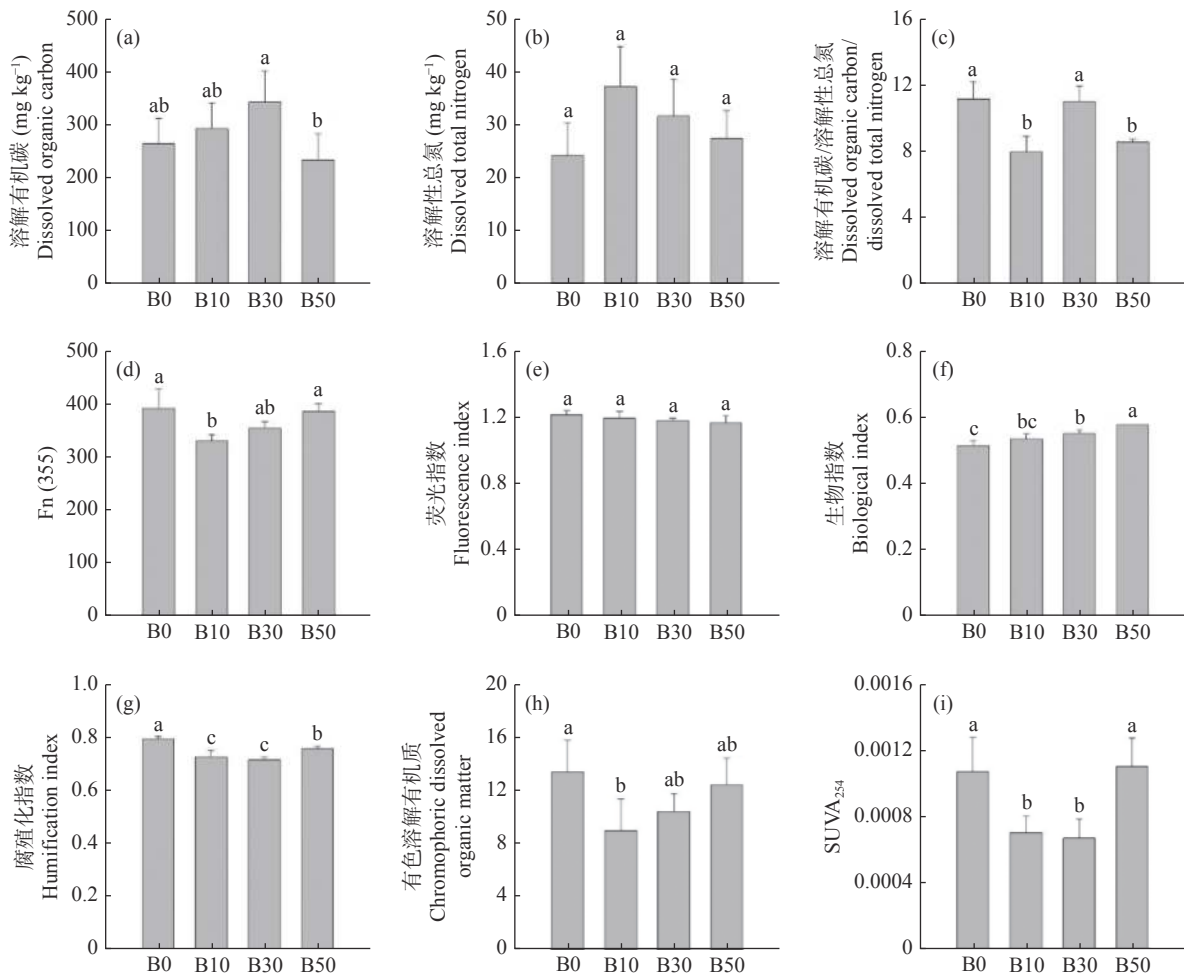 (a)
溶解有机碳 (mg kg⁻¹)
Dissolved organic carbon
500
400
300
200
100
0
ab
ab
a
b
B0 B10 B30 B50
(b)
溶解性总氮 (mg kg⁻¹)
Dissolved total nitrogen
50
40
30
20
10
0
a
a
a
a
B0 B10 B30 B50
(c)
溶解有机碳/溶解性总氮
Dissolved organic carbon/
dissolved total nitrogen
16
12
8
4
0
a
b
a
b
B0 B10 B30 B50
(d)
Fn (355)
500
400
300
400
100
0
a
b
ab
a
B0 B10 B30 B50
(e)
荧光指数
Fluorescence index
1.6
1.2
0.8
0.4
0
a
a
a
a
B0 B10 B30 B50
(f)
生物指数
Biological index
0.8
0.6
0.4
0.2
0
c
bc
b
a
B0 B10 B30 B50
(g)
腐殖化指数
Humification index
1.0
0.8
0.6
0.4
0.2
0
a
c
c
b
B0 B10 B30 B50
(h)
有色溶解有机质
Chromophoric dissolved
organic matter
20
16
12
8
4
0
a
b
ab
ab
B0 B10 B30 B50
(i)
SUVA₂₅₄
0.0016
0.0012
0.0008
0.0004
0
a
b
b
a
B0 B10 B30 B50